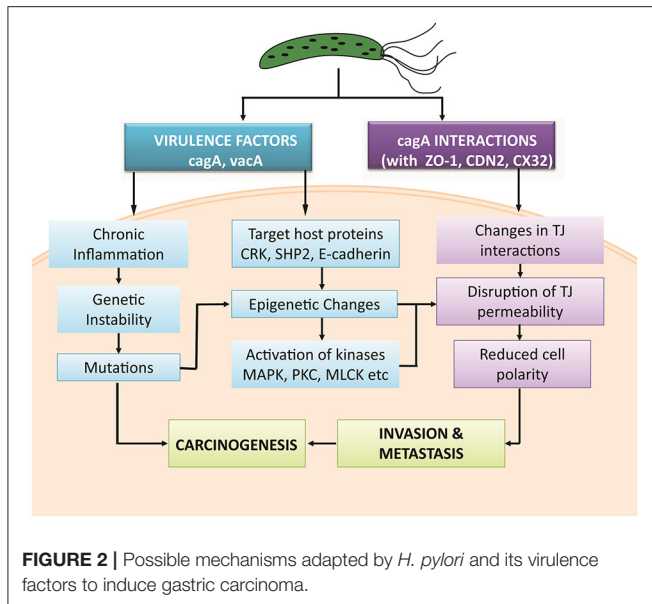 VIRULENCE FACTORS
cagA, vacA
cagA INTERACTIONS
(with ZO-1, CDN2, CX32)
Chronic
Inflammation
Target host proteins
CRK, SHP2, E-cadherin
Changes in TJ
interactions
Genetic
Instability
Epigenetic Changes
Disruption of TJ
permeability
Mutations
Activation of kinases
MAPK, PKC, MLCK etc
Reduced cell
polarity
CARCINOGENESIS
INVASION &
METASTASIS
FIGURE 2 | Possible mechanisms adapted by H. pylori and its virulence
factors to induce gastric carcinoma.